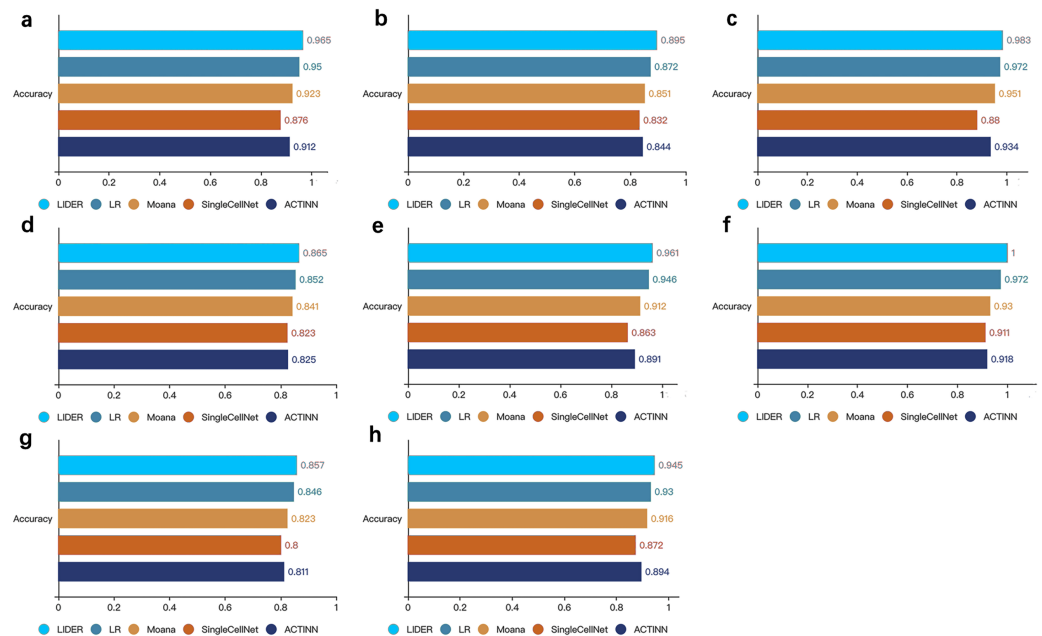 a
0.965
0.95
Accuracy
0.923
0.876
0.912
0 0.2 0.4 0.6 0.8 1
LIDER LR Moana SingleCellNet ACTINN
b
0.895
0.872
Accuracy
0.851
0.832
0.844
0 0.2 0.4 0.6 0.8 1
LIDER LR Moana SingleCellNet ACTINN
c
0.983
0.972
Accuracy
0.951
0.88
0.934
0 0.2 0.4 0.6 0.8 1
LIDER LR Moana SingleCellNet ACTINN
d
0.865
0.852
Accuracy
0.841
0.823
0.825
0 0.2 0.4 0.6 0.8 1
LIDER LR Moana SingleCellNet ACTINN
e
0.961
0.946
Accuracy
0.912
0.863
0.891
0 0.2 0.4 0.6 0.8 1
LIDER LR Moana SingleCellNet ACTINN
f
1
0.972
Accuracy
0.93
0.911
0.918
0 0.2 0.4 0.6 0.8 1
LIDER LR Moana SingleCellNet ACTINN
g
0.857
0.846
Accuracy
0.823
0.8
0.811
0 0.2 0.4 0.6 0.8 1
LIDER LR Moana SingleCellNet ACTINN
h
0.945
0.93
Accuracy
0.916
0.872
0.894
0 0.2 0.4 0.6 0.8 1
LIDER LR Moana SingleCellNet ACTINN